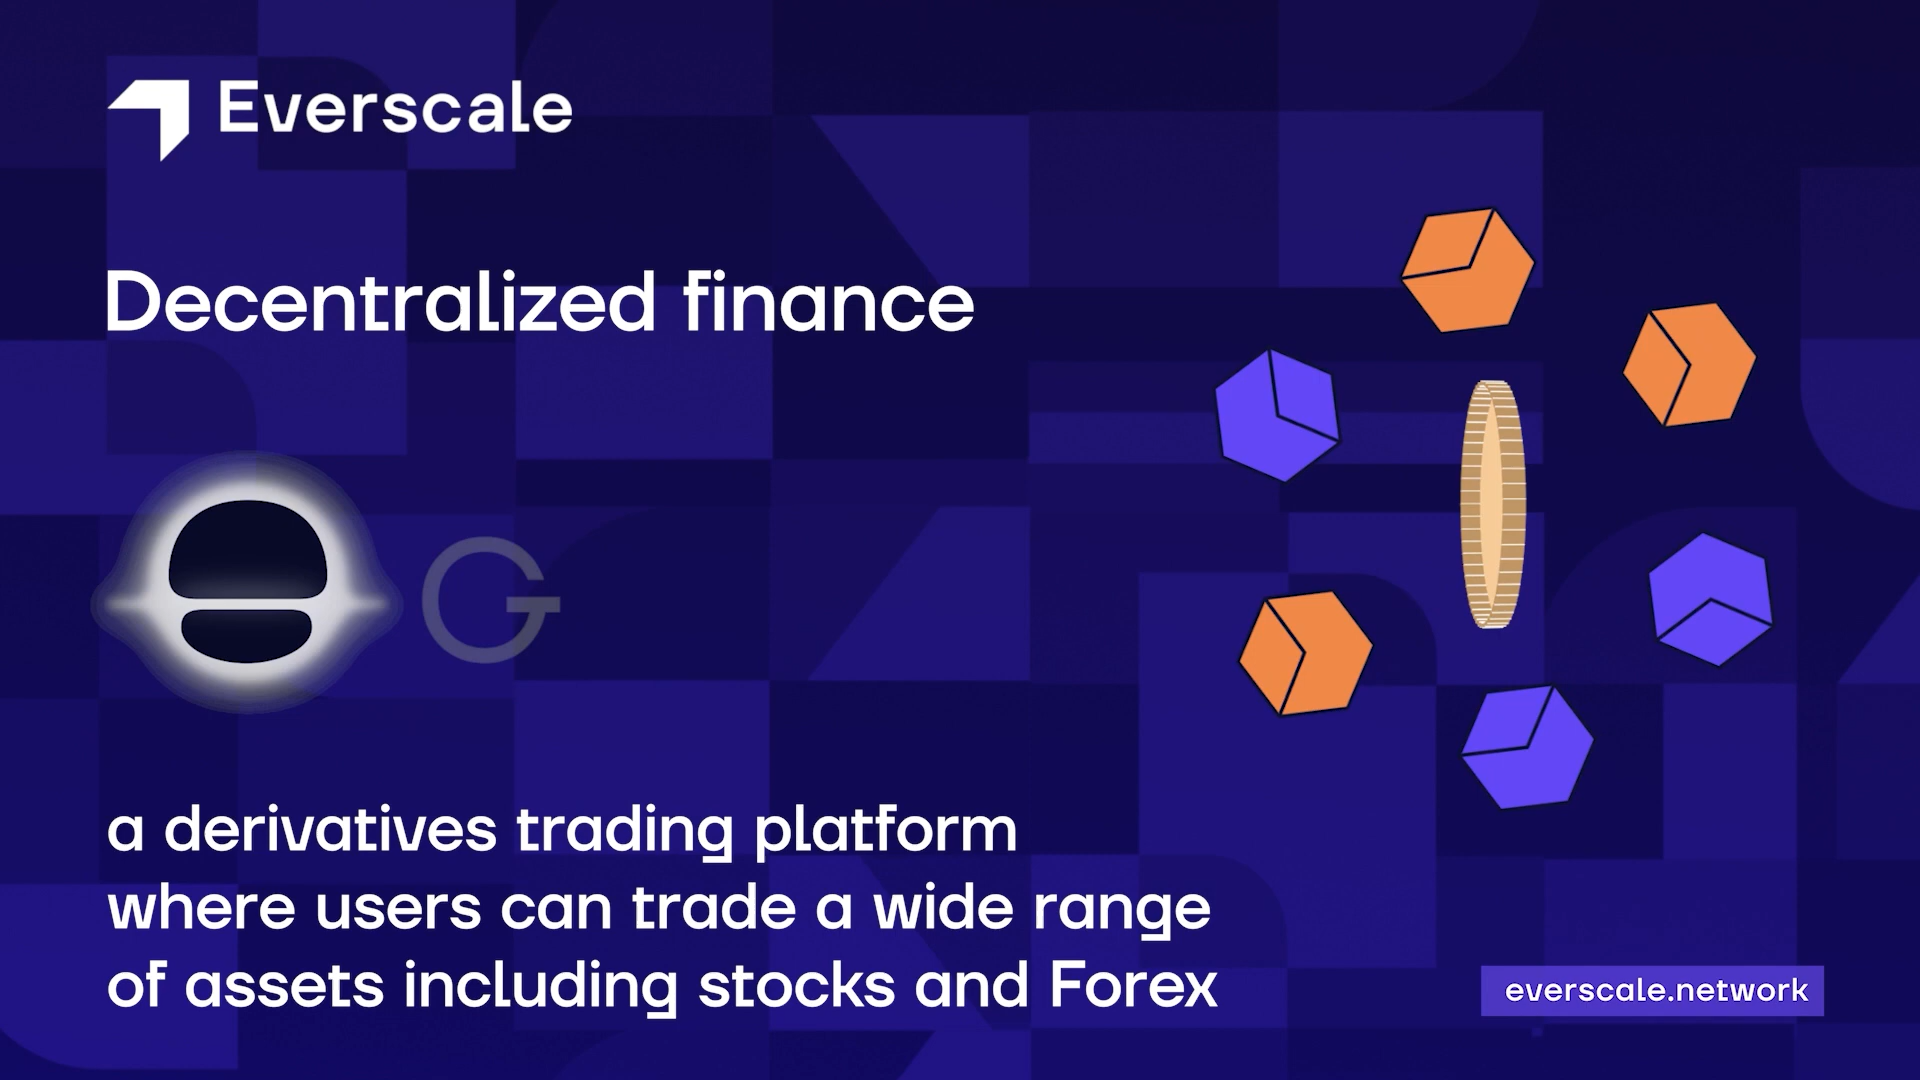 Everscale
Decentralized finance
G
a derivatives trading platform
where users can trade a wide range
of assets including stocks and Forex
everscale.network